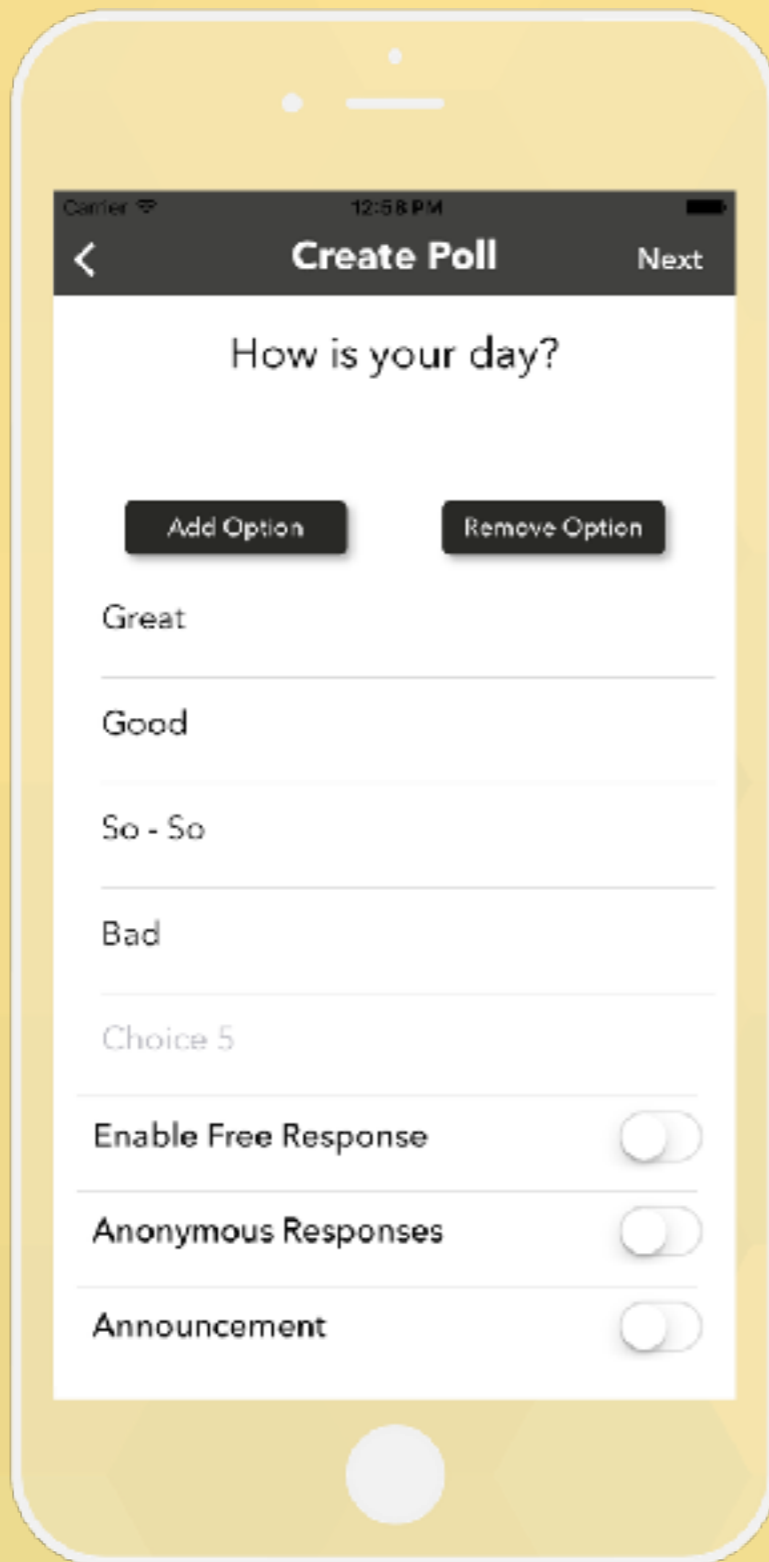 Carrier 12:58 PM
Create Poll Next
How is your day?
Add Option Remove Option
Great
Good
So - So
Bad
Choice 5
Enable Free Response
Anonymous Responses
Announcement